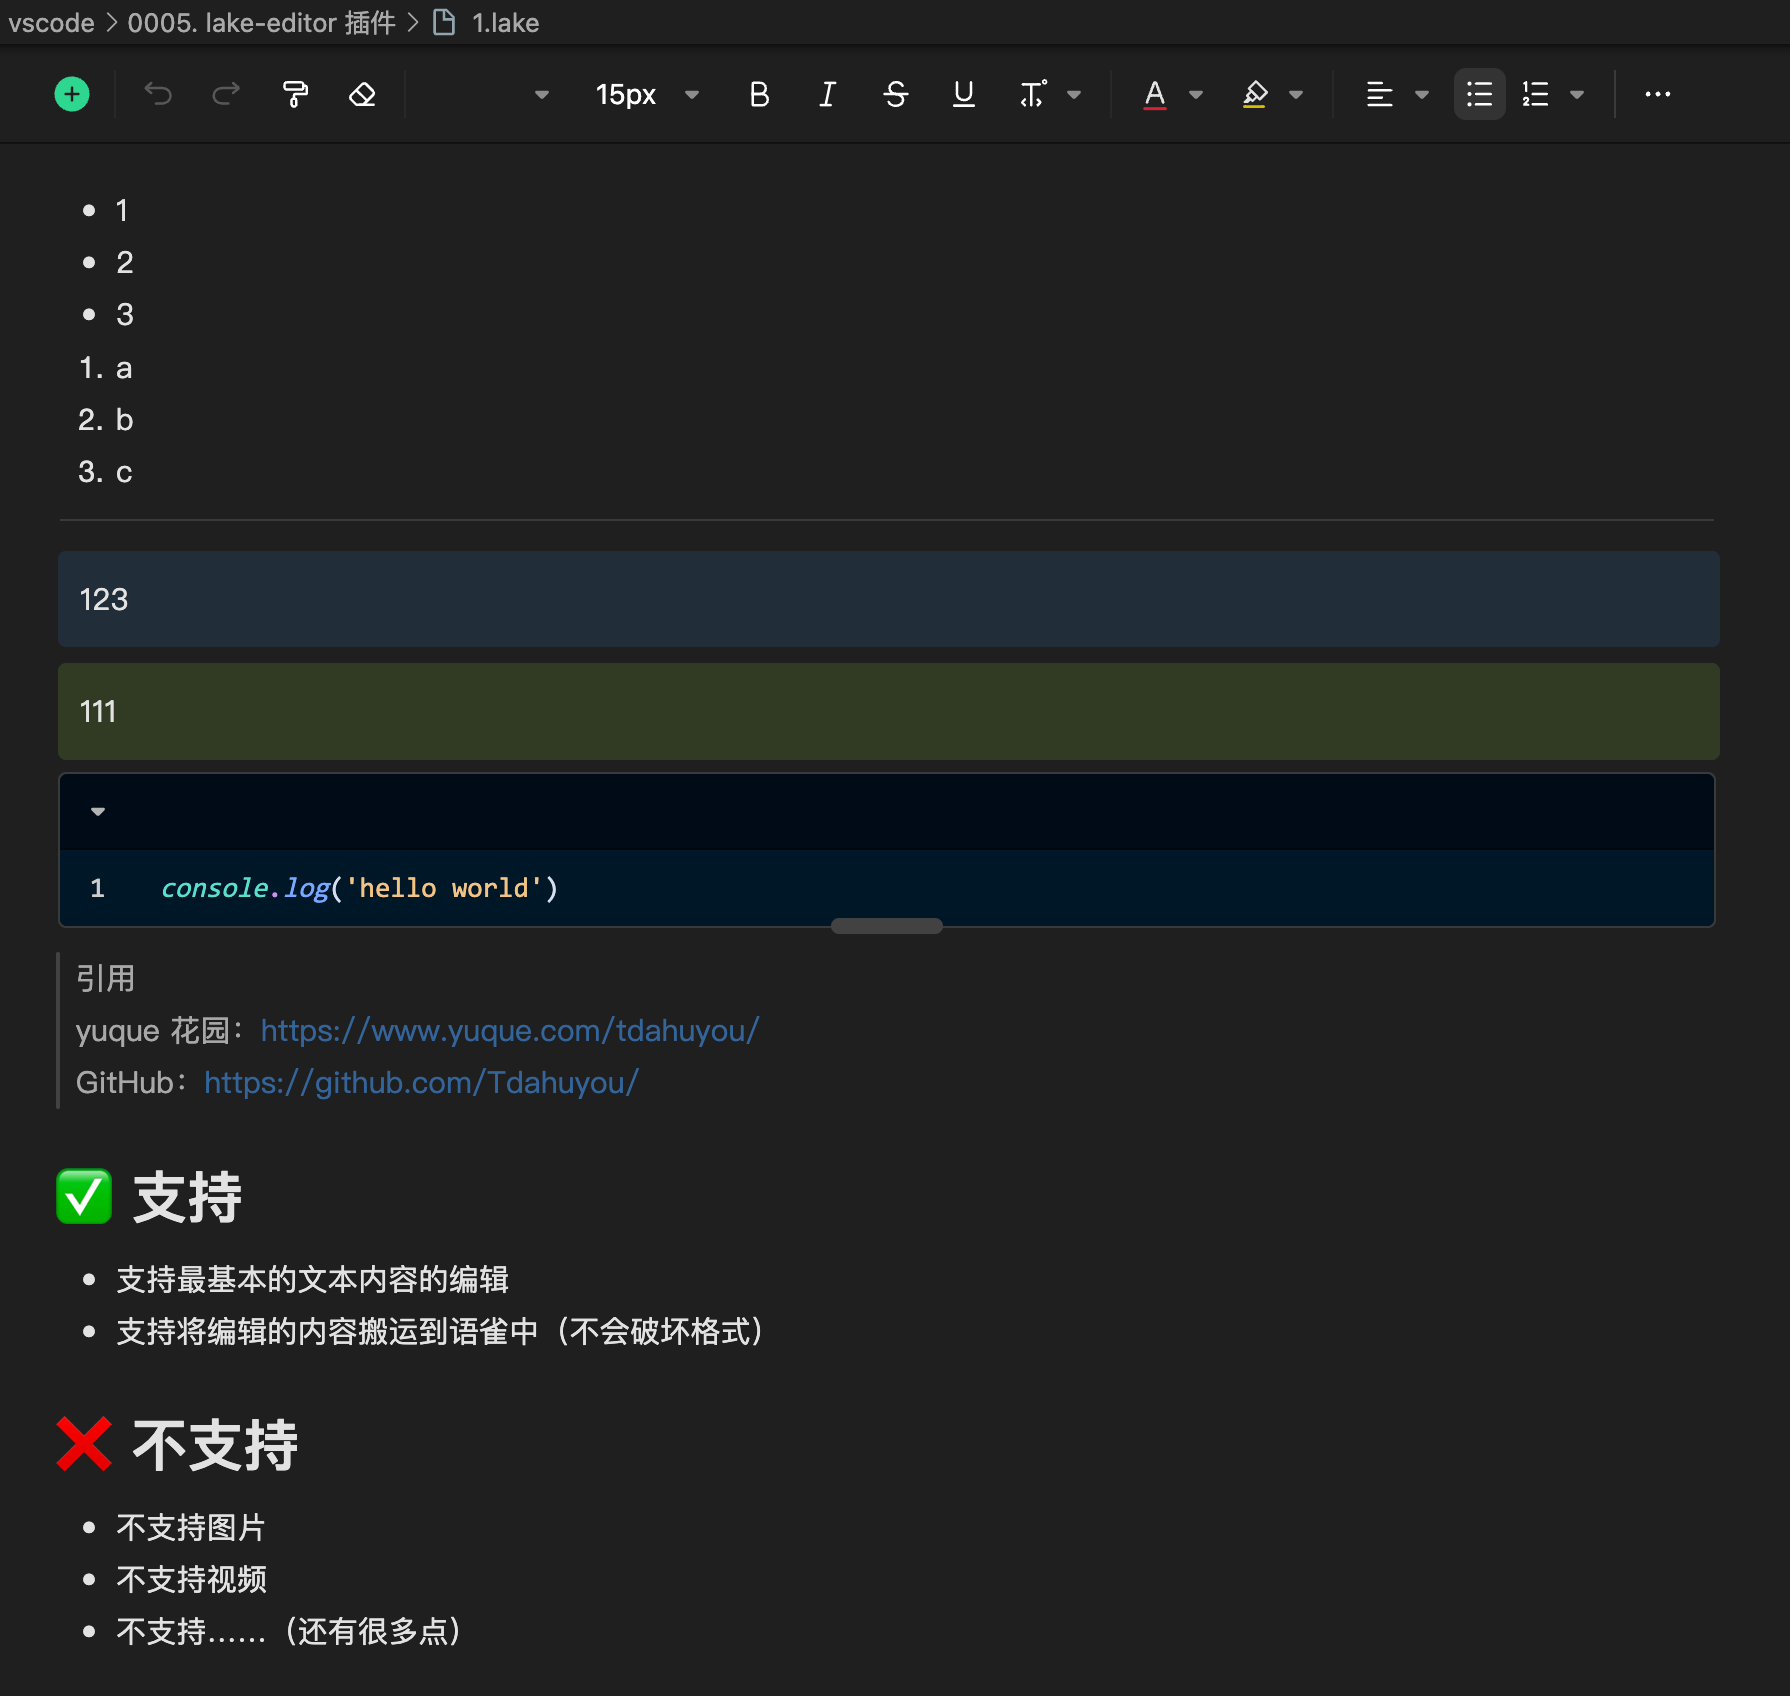 vscode > 0005. lake-editor 插件 > 1.lake
15px B I S U T A
• 1
• 2
• 3
1. a
2. b
3. c
123
111
1 console.log('hello world')
引用
yuque 花园：https://www.yuque.com/tdahuyou/
GitHub：https://github.com/Tdahuyou/
✅ 支持
• 支持最基本的文本内容的编辑
• 支持将编辑的内容搬运到语雀中（不会破坏格式）
❌ 不支持
• 不支持图片
• 不支持视频
• 不支持……（还有很多点）